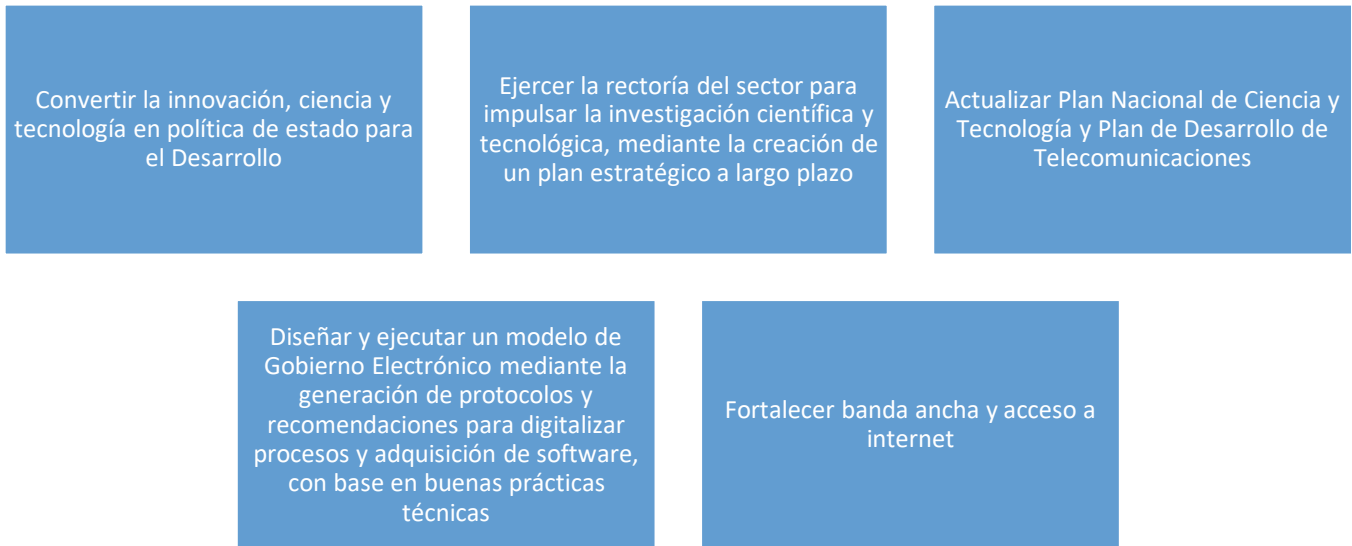 Convertir la innovación, ciencia y
tecnología en política de estado para
el Desarrollo
Ejercer la rectoría del sector para
impulsar la investigación científica y
tecnológica, mediante la creación de
un plan estratégico a largo plazo
Actualizar Plan Nacional de Ciencia y
Tecnología y Plan de Desarrollo de
Telecomunicaciones
Diseñar y ejecutar un modelo de
Gobierno Electrónico mediante la
generación de protocolos y
recomendaciones para digitalizar
procesos y adquisición de software,
con base en buenas prácticas
técnicas
Fortalecer banda ancha y acceso a
internet